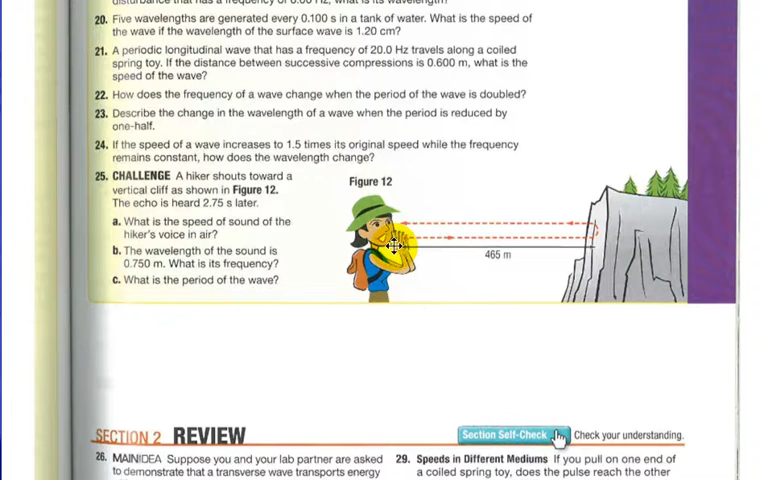 disturbance that has a frequency of 6.00 Hz, what is its wavelength?
20. Five wavelengths are generated every 0.100 s in a tank of water. What is the speed of
the wave if the wavelength of the surface wave is 1.20 cm?
21. A periodic longitudinal wave that has a frequency of 20.0 Hz travels along a coiled
spring toy. If the distance between successive compressions is 0.600 m, what is the
speed of the wave?
22. How does the frequency of a wave change when the period of the wave is doubled?
23. Describe the change in the wavelength of a wave when the period is reduced by
one-half.
24. If the speed of a wave increases to 1.5 times its original speed while the frequency
remains constant, how does the wavelength change?
25. CHALLENGE A hiker shouts toward a
vertical cliff as shown in Figure 12.
The echo is heard 2.75 s later.
a. What is the speed of sound of the
hiker's voice in air?
b. The wavelength of the sound is
0.750 m. What is its frequency?
c. What is the period of the wave?
Figure 12
465 m
SECTION 2 REVIEW
Section Self-Check Check your understanding.
26. MAINIDEA Suppose you and your lab partner are asked
to demonstrate that a transverse wave transports energy
29. Speeds in Different Mediums If you pull on one end of
a coiled spring toy, does the pulse reach the other